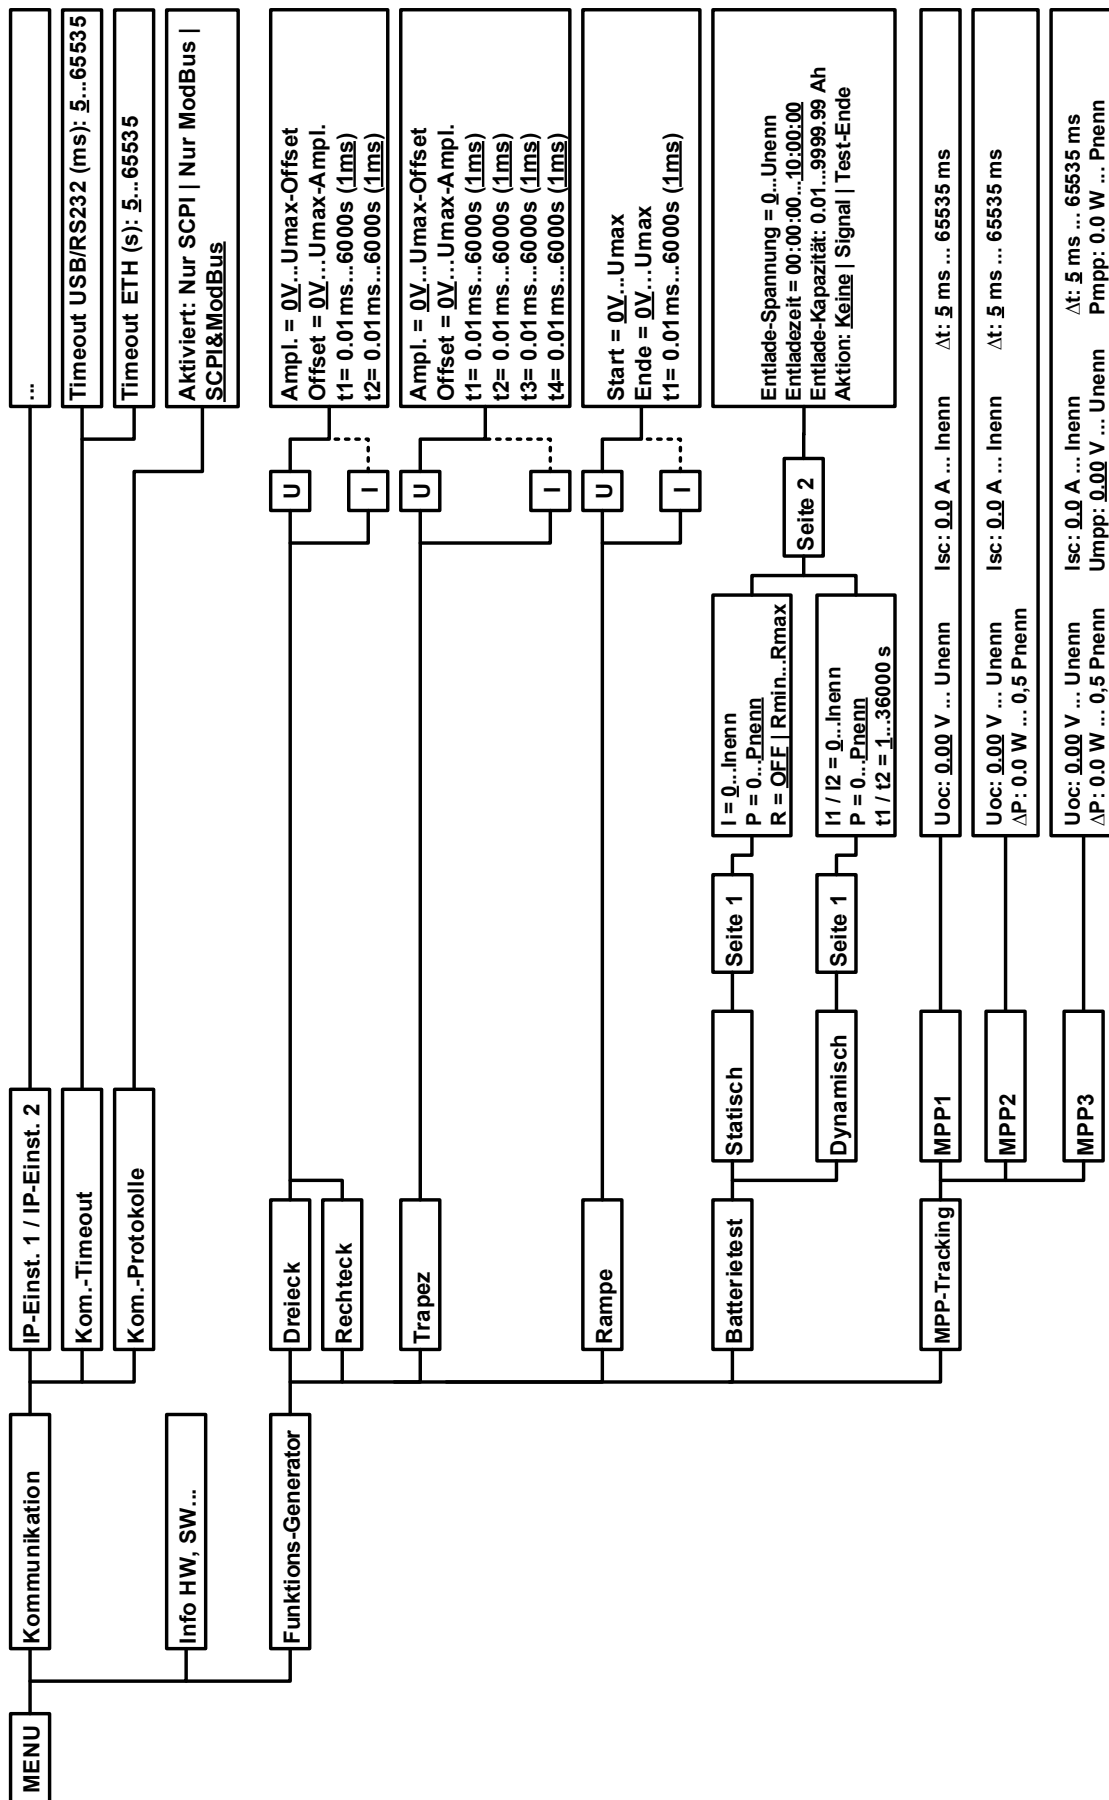 MENU
Kommunikation
IP-Einst. 1 / IP-Einst. 2
...
Kom.-Timeout
Timeout USB/RS232 (ms): 5...65535
Timeout ETH (s): 5...65535
Kom.-Protokolle
Aktiviert: Nur SCPI | Nur ModBus |
SCPI&ModBus
Info HW, SW...
Funktions-Generator
Dreieck
Rechteck
U
I
Ampl. = 0V...Umax-Offset
Offset = 0V...Umax-Ampl.
t1= 0.01ms...6000s (1ms)
t2= 0.01ms...6000s (1ms)
Trapez
U
I
Ampl. = 0V...Umax-Offset
Offset = 0V...Umax-Ampl.
t1= 0.01ms...6000s (1ms)
t2= 0.01ms...6000s (1ms)
t3= 0.01ms...6000s (1ms)
t4= 0.01ms...6000s (1ms)
Rampe
U
I
Start = 0V...Umax
Ende = 0V...Umax
t1= 0.01ms...6000s (1ms)
Batterietest
Statisch
Seite 1
I = 0...Inenn
P = 0...Pnenn
R = OFF | Rmin...Rmax
Dynamisch
Seite 1
I1 / I2 = 0...Inenn
P = 0...Pnenn
t1 / t2 = 1...36000 s
Seite 2
Entlade-Spannung = 0...Unenn
Entladezeit = 00:00:00...10:00:00
Entlade-Kapazität: 0.01...9999.99 Ah
Aktion: Keine | Signal | Test-Ende
MPP-Tracking
MPP1
Uoc: 0.00 V ... Unenn Isc: 0.0 A ... Inenn Δt: 5 ms ... 65535 ms
MPP2
Uoc: 0.00 V ... Unenn Isc: 0.0 A ... Inenn Δt: 5 ms ... 65535 ms
ΔP: 0.0 W ... 0,5 Pnenn
MPP3
Uoc: 0.00 V ... Unenn Isc: 0.0 A ... Inenn Δt: 5 ms ... 65535 ms
ΔP: 0.0 W ... 0,5 Pnenn Umpp: 0.00 V ... Unenn Pmpp: 0.0 W ... Pnenn